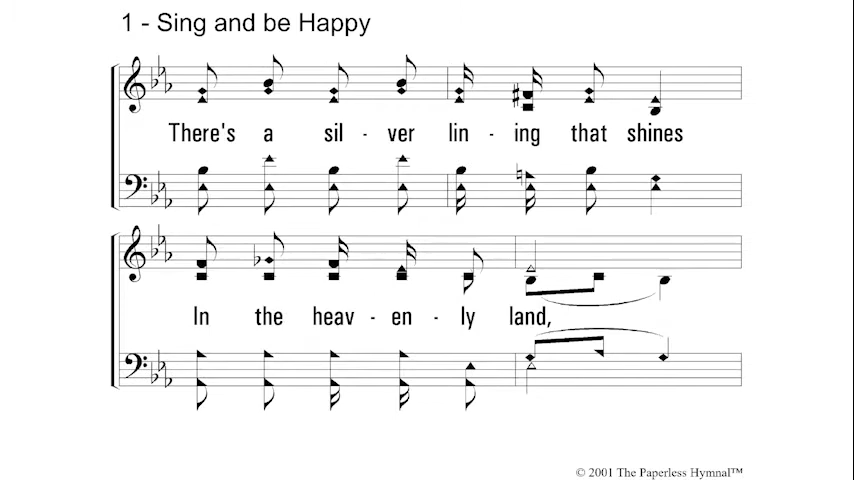 1 - Sing and be Happy
There's a sil - ver lin - ing that shines
In the heav - en - ly land,
© 2001 The Paperless Hymnal™